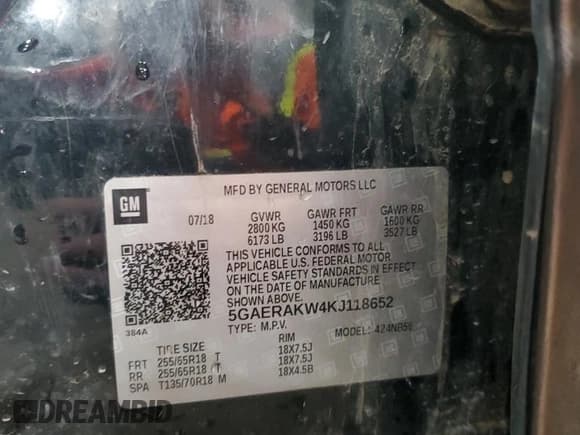 MFD BY GENERAL MOTORS LLC
GM
07/18 GVWR GAWR FRT GAWR RR
2800 KG 1450 KG 1600 KG
6173 LB 3196 LB 3527 LB
THIS VEHICLE CONFORMS TO ALL
APPLICABLE U.S. FEDERAL MOTOR
VEHICLE SAFETY STANDARDS IN EFFECT
ON THE DATE OF MANUFACTURE
SHOWN ABOVE.
5GAERAKW4KJ118652
384A
TYPE: M.P.V. MODEL: 424NB56
TIRE SIZE RIM
FRT 255/65R18 T 18X7.5J
RR 255/65R18 T 18X7.5J
SPA T135/70R18 M 18X4.5B
DREAMBID